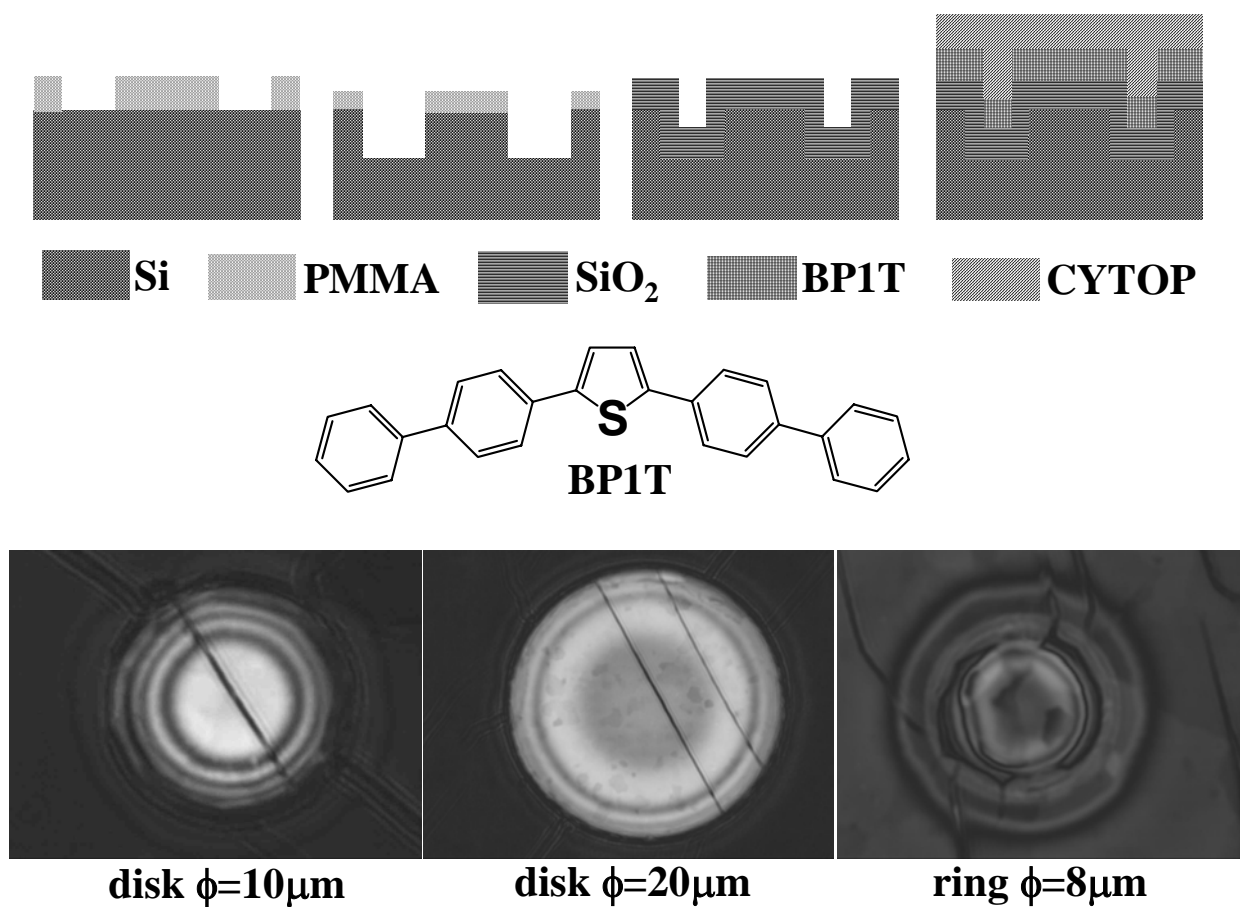 Si PMMA SiO₂ BP1T CYTOP
S
BP1T
disk ϕ=10μm disk ϕ=20μm ring ϕ=8μm